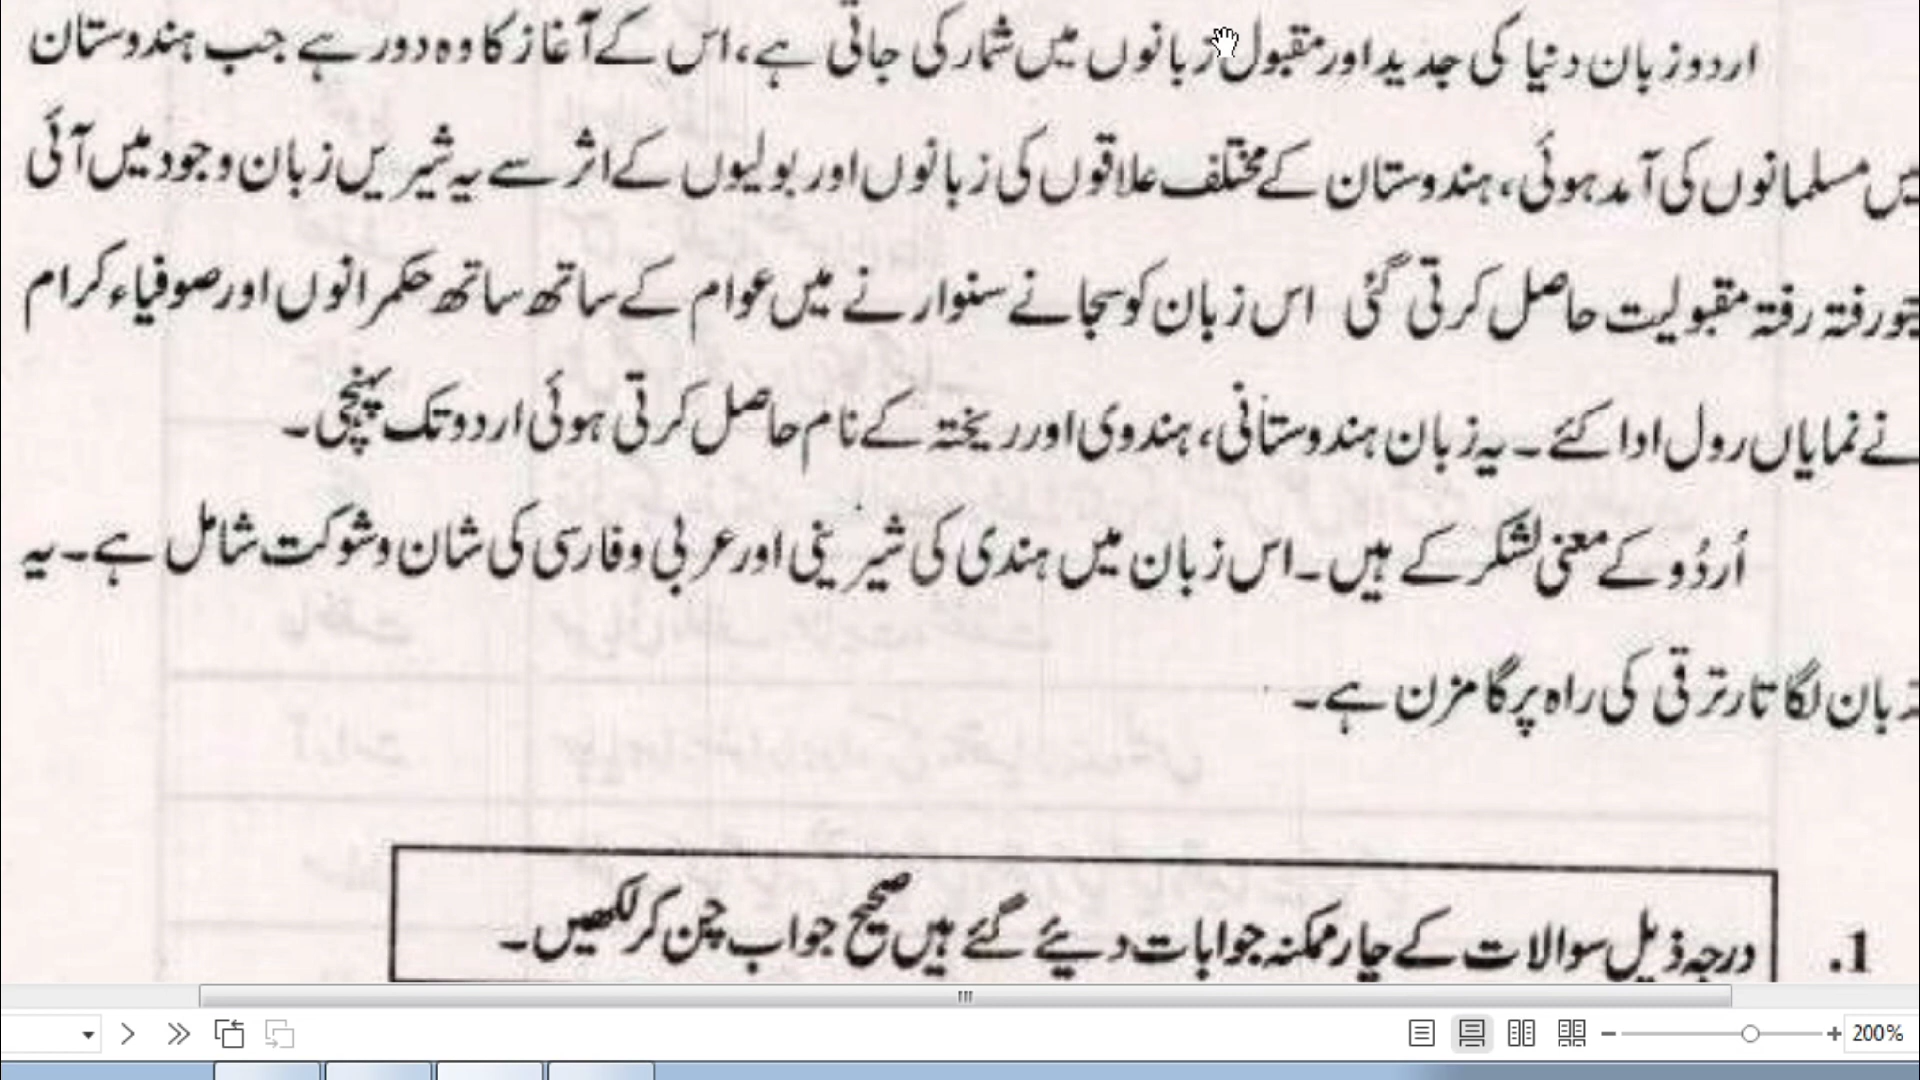 اردو زبان دنیا کی جدید اور مقبول زبانوں میں شمار کی جاتی ہے، اس کے آغاز کا وہ دور ہے جب ہندوستان
میں مسلمانوں کی آمد ہوئی، ہندوستان کے مختلف علاقوں کی زبانوں اور بولیوں کے اثر سے یہ شیریں زبان وجود میں آئی
رفتہ رفتہ مقبولیت حاصل کرتی گئی اس زبان کو سجانے سنوارنے میں عوام کے ساتھ ساتھ حکمرانوں اور صوفیاء کرام
نے نمایاں رول ادا کئے۔ یہ زبان ہندوستانی، ہندوی اور ریختہ کے نام حاصل کرتی ہوئی اردو تک پہنچی۔
اُردُو کے معنی لشکر کے ہیں۔ اس زبان میں ہندی کی شیرینی اور عربی و فارسی کی شان و شوکت شامل ہے۔ یہ
زبان لگا تار ترقی کی راہ پر گامزن ہے۔
1. درجہ ذیل سوالات کے چار ممکنہ جوابات دیئے گئے ہیں صحیح جواب چن کر لکھیں۔
200%